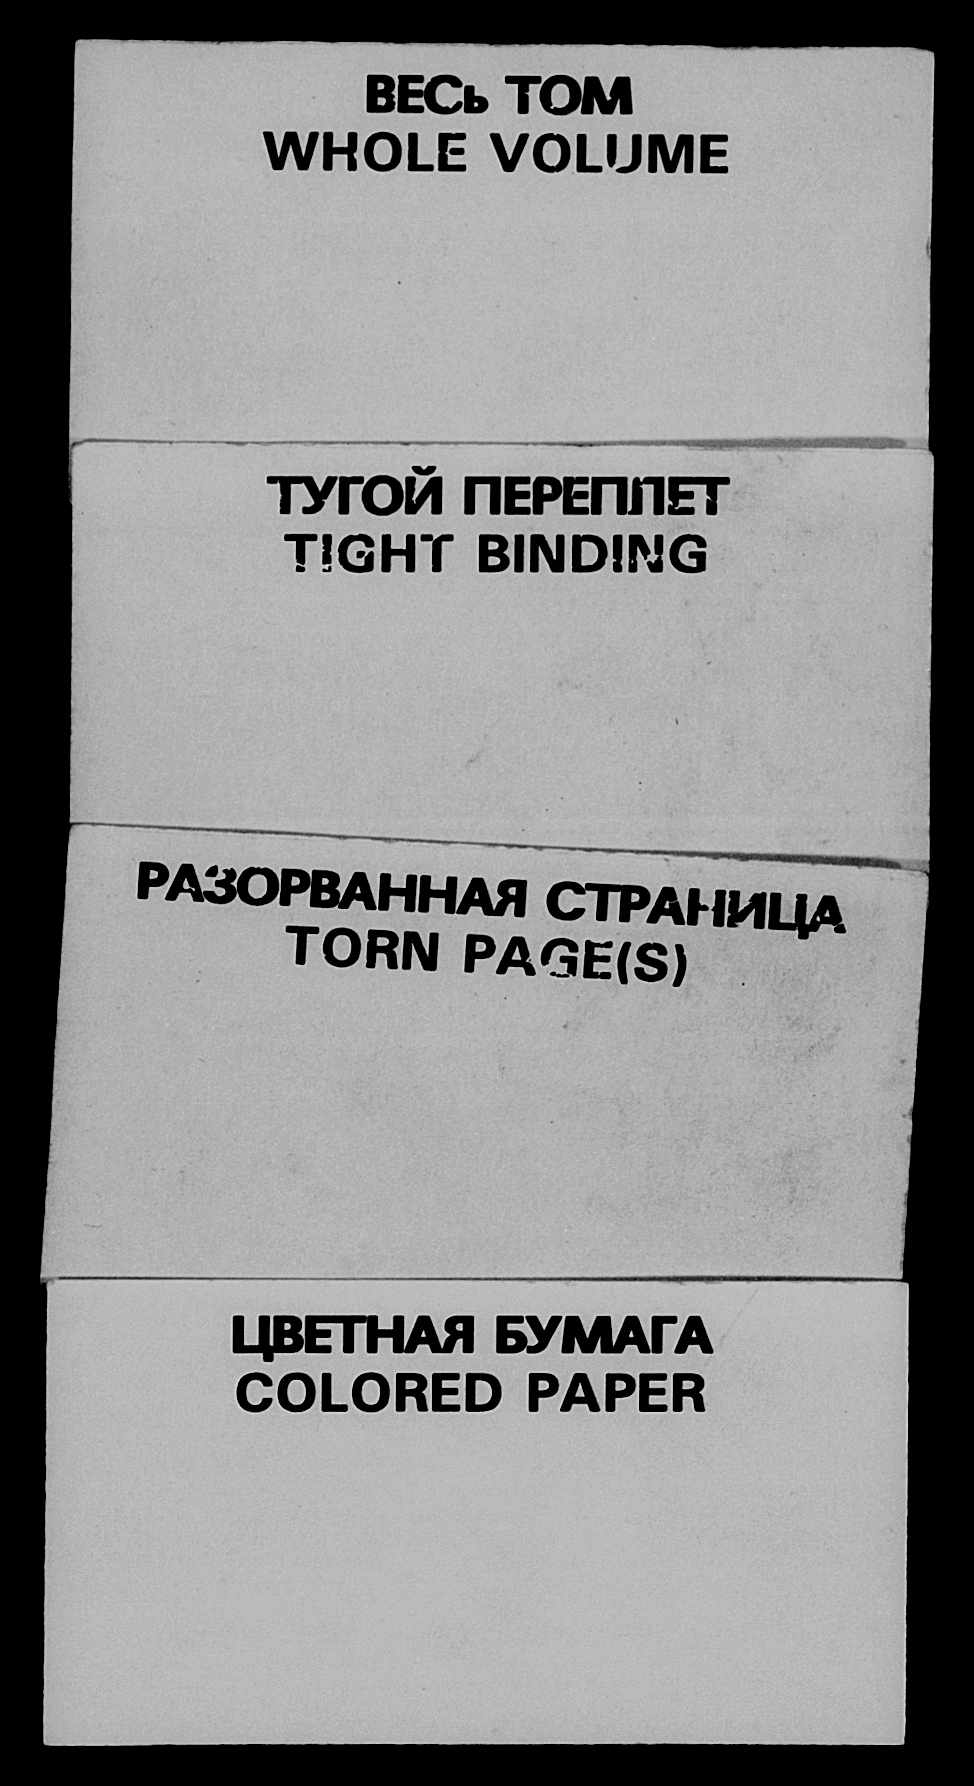 ВЕСЬ ТОМ
WHOLE VOLUME
ТУГОЙ ПЕРЕПЛЕТ
TIGHT BINDING
РАЗОРВАННАЯ СТРАНИЦА
TORN PAGE(S)
ЦВЕТНАЯ БУМАГА
COLORED PAPER